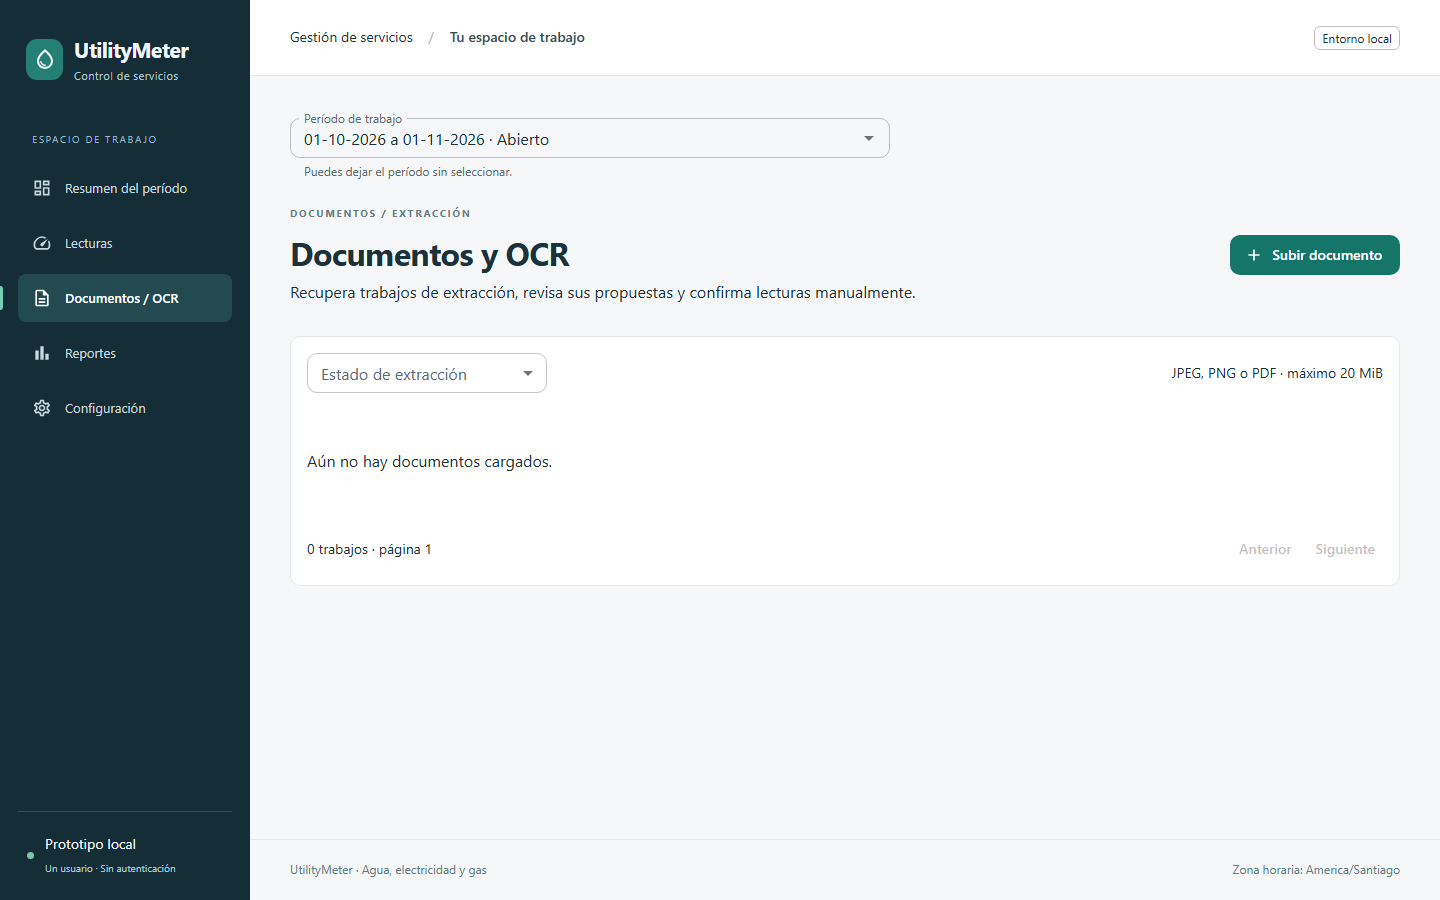 UtilityMeter
Control de servicios
ESPACIO DE TRABAJO
Resumen del período
Lecturas
Documentos / OCR
Reportes
Configuración
Prototipo local
Un usuario · Sin autenticación
Gestión de servicios / Tu espacio de trabajo
Entorno local
Período de trabajo
01-10-2026 a 01-11-2026 · Abierto
Puedes dejar el período sin seleccionar.
DOCUMENTOS / EXTRACCIÓN
Documentos y OCR
Subir documento
Recupera trabajos de extracción, revisa sus propuestas y confirma lecturas manualmente.
Estado de extracción
JPEG, PNG o PDF · máximo 20 MiB
Aún no hay documentos cargados.
0 trabajos · página 1
Anterior
Siguiente
UtilityMeter · Agua, electricidad y gas
Zona horaria: America/Santiago